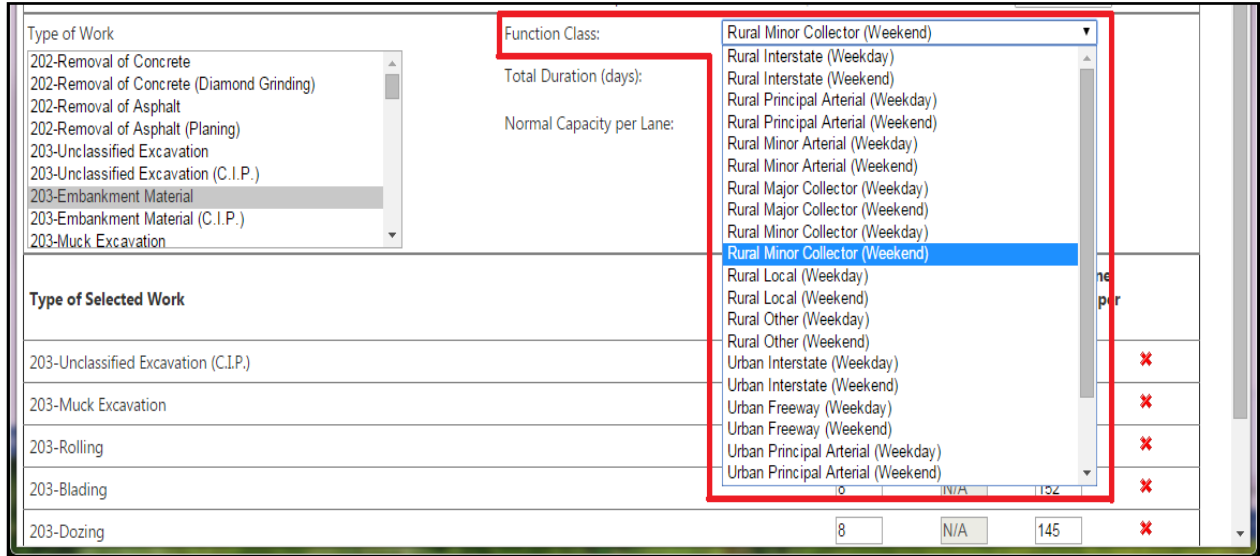 Type of Work
202-Removal of Concrete
202-Removal of Concrete (Diamond Grinding)
202-Removal of Asphalt
202-Removal of Asphalt (Planing)
203-Unclassified Excavation
203-Unclassified Excavation (C.I.P.)
203-Embankment Material
203-Embankment Material (C.I.P.)
203-Muck Excavation
Function Class:
Rural Minor Collector (Weekend)
Total Duration (days):
Normal Capacity per Lane:
Rural Interstate (Weekday)
Rural Interstate (Weekend)
Rural Principal Arterial (Weekday)
Rural Principal Arterial (Weekend)
Rural Minor Arterial (Weekday)
Rural Minor Arterial (Weekend)
Rural Major Collector (Weekday)
Rural Major Collector (Weekend)
Rural Minor Collector (Weekday)
Rural Minor Collector (Weekend)
Rural Local (Weekday)
Rural Local (Weekend)
Rural Other (Weekday)
Rural Other (Weekend)
Urban Interstate (Weekday)
Urban Interstate (Weekend)
Urban Freeway (Weekday)
Urban Freeway (Weekend)
Urban Principal Arterial (Weekday)
Urban Principal Arterial (Weekend)
Type of Selected Work
per
203-Unclassified Excavation (C.I.P.)
203-Muck Excavation
203-Rolling
203-Blading 8 N/A 152
203-Dozing 8 N/A 145